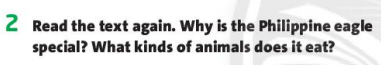 2 Read the text again. Why is the Philippine eagle
special? What kinds of animals does it eat?